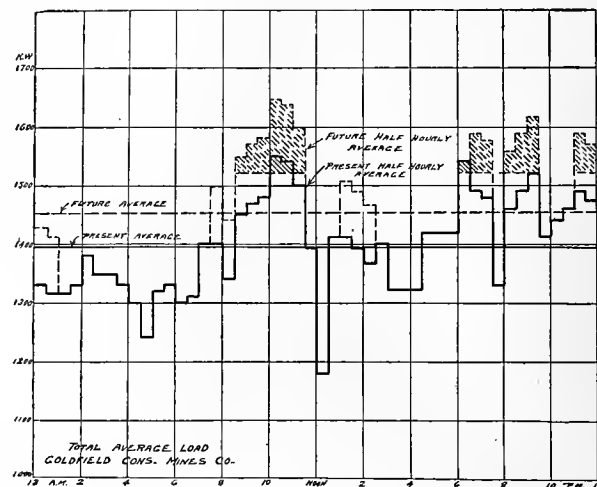 K.W.
1700
1600
FUTURE HALF HOURLY
AVERAGE
PRESENT HALF HOURLY
AVERAGE
1500
FUTURE AVERAGE
1400
PRESENT AVERAGE
1300
1200
1100
TOTAL AVERAGE LOAD
GOLDFIELD CONS. MINES CO.
1000
12 A.M. 2 4 6 8 10 NOON 2 4 6 8 10 P.M.